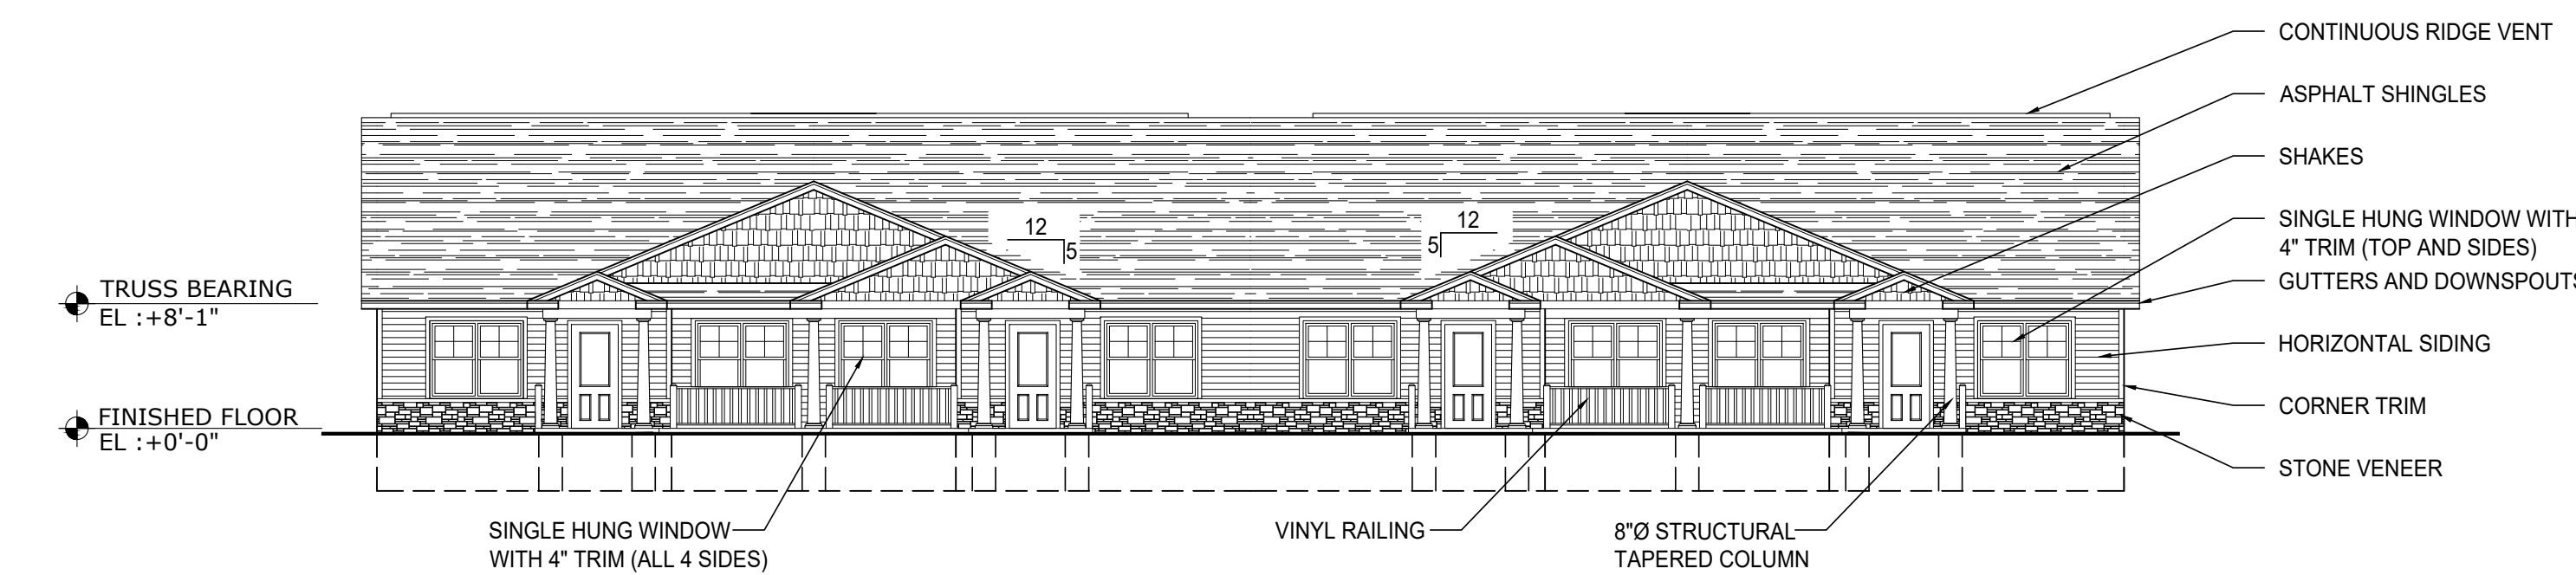 CONTINUOUS RIDGE VENT
ASPHALT SHINGLES
SHAKES
12
5
12
5
SINGLE HUNG WINDOW WITH
4" TRIM (TOP AND SIDES)
GUTTERS AND DOWNSPOUTS
TRUSS BEARING
EL :+8'-1"
HORIZONTAL SIDING
CORNER TRIM
FINISHED FLOOR
EL :+0'-0"
STONE VENEER
SINGLE HUNG WINDOW
WITH 4" TRIM (ALL 4 SIDES)
VINYL RAILING
8"Ø STRUCTURAL
TAPERED COLUMN